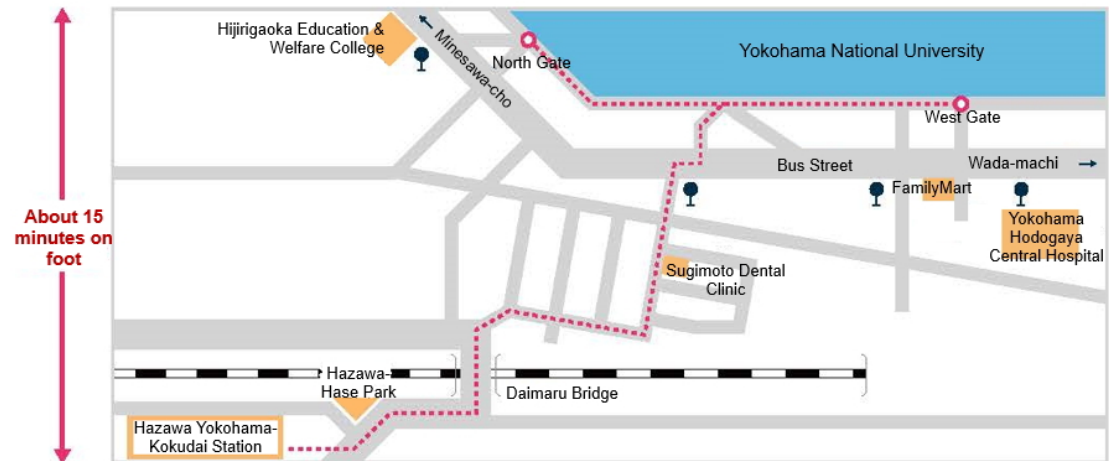 Hijirigaoka Education &
Welfare College
Minesawa-cho
North Gate
Yokohama National University
West Gate
Bus Street
Wada-machi
FamilyMart
Yokohama
Hodogaya
Central Hospital
About 15
minutes on
foot
Sugimoto Dental
Clinic
Hazawa-
Hase Park
Daimaru Bridge
Hazawa Yokohama-
Kokudai Station